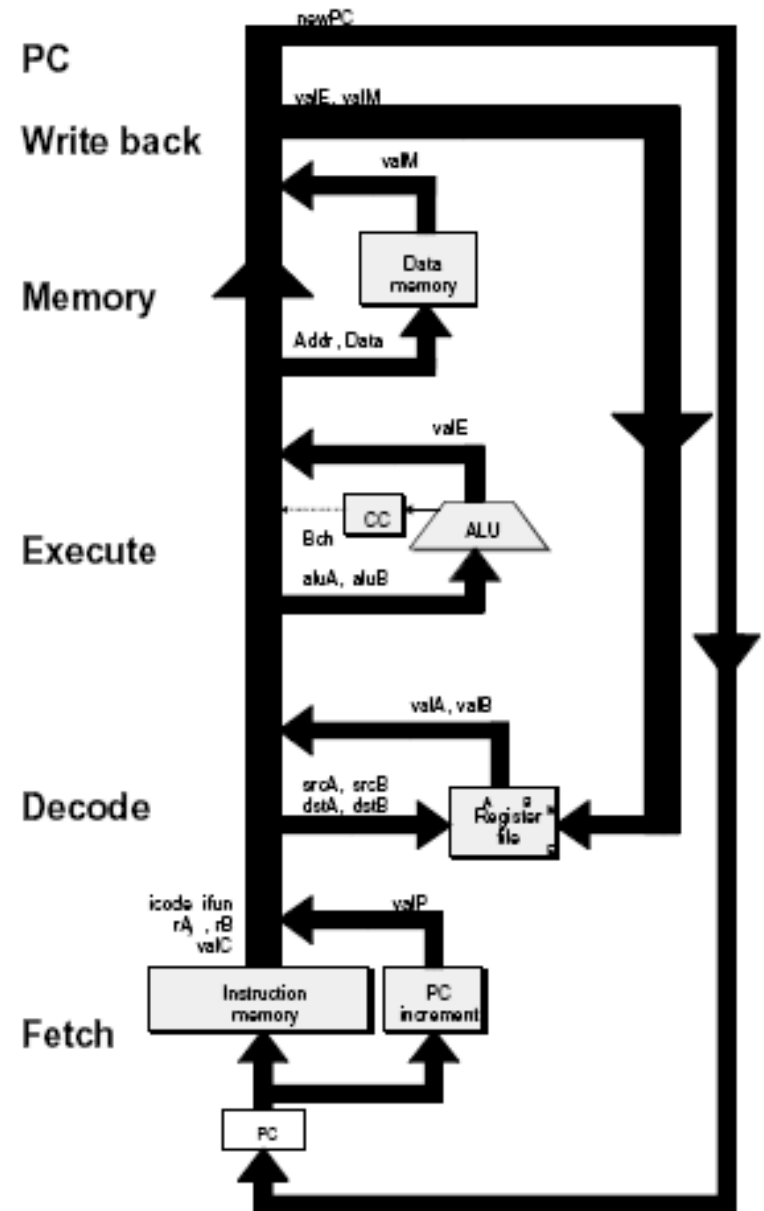 newPC
PC
valE, valM
Write back
valM
Data
memory
Memory
Addr, Data
valE
CC
ALU
Bch
Execute
aluA, aluB
valA, valB
srcA, srcB
dstA, dstB
A B
M
Register
file
E
Decode
icode ifun
rA, , rB
valC
valP
Instruction
memory
PC
increment
Fetch
PC